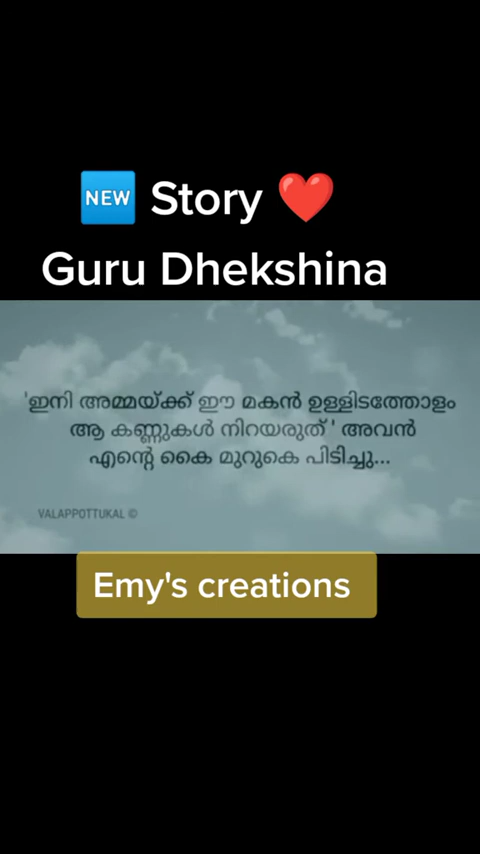 🆕 Story ❤️
Guru Dhekshina
'ഇനി അമ്മയ്ക്ക് ഈ മകൻ ഉള്ളിടത്തോളം
ആ കണ്ണുകൾ നിറയരുത് ' അവൻ
എന്റെ കൈ മുറുകെ പിടിച്ചു...
VALAPPOTTUKAL ©
Emy's creations